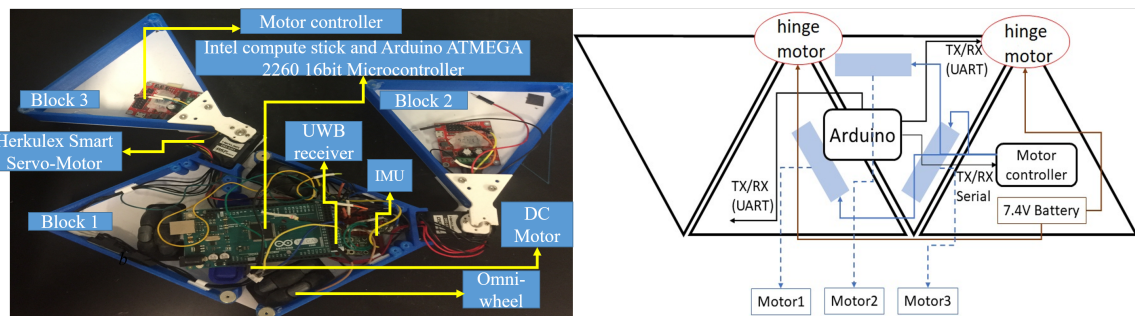 Motor controller
Intel compute stick and Arduino ATMEGA
2260 16bit Microcontroller
Block 3
Block 2
Herkulex Smart
Servo-Motor
UWB
receiver
IMU
Block 1
DC
Motor
Omni-
wheel
hinge
motor
hinge
motor
TX/RX
(UART)
Arduino
Motor
controller
TX/RX
(UART)
TX/RX
Serial
7.4V Battery
Motor1
Motor2
Motor3